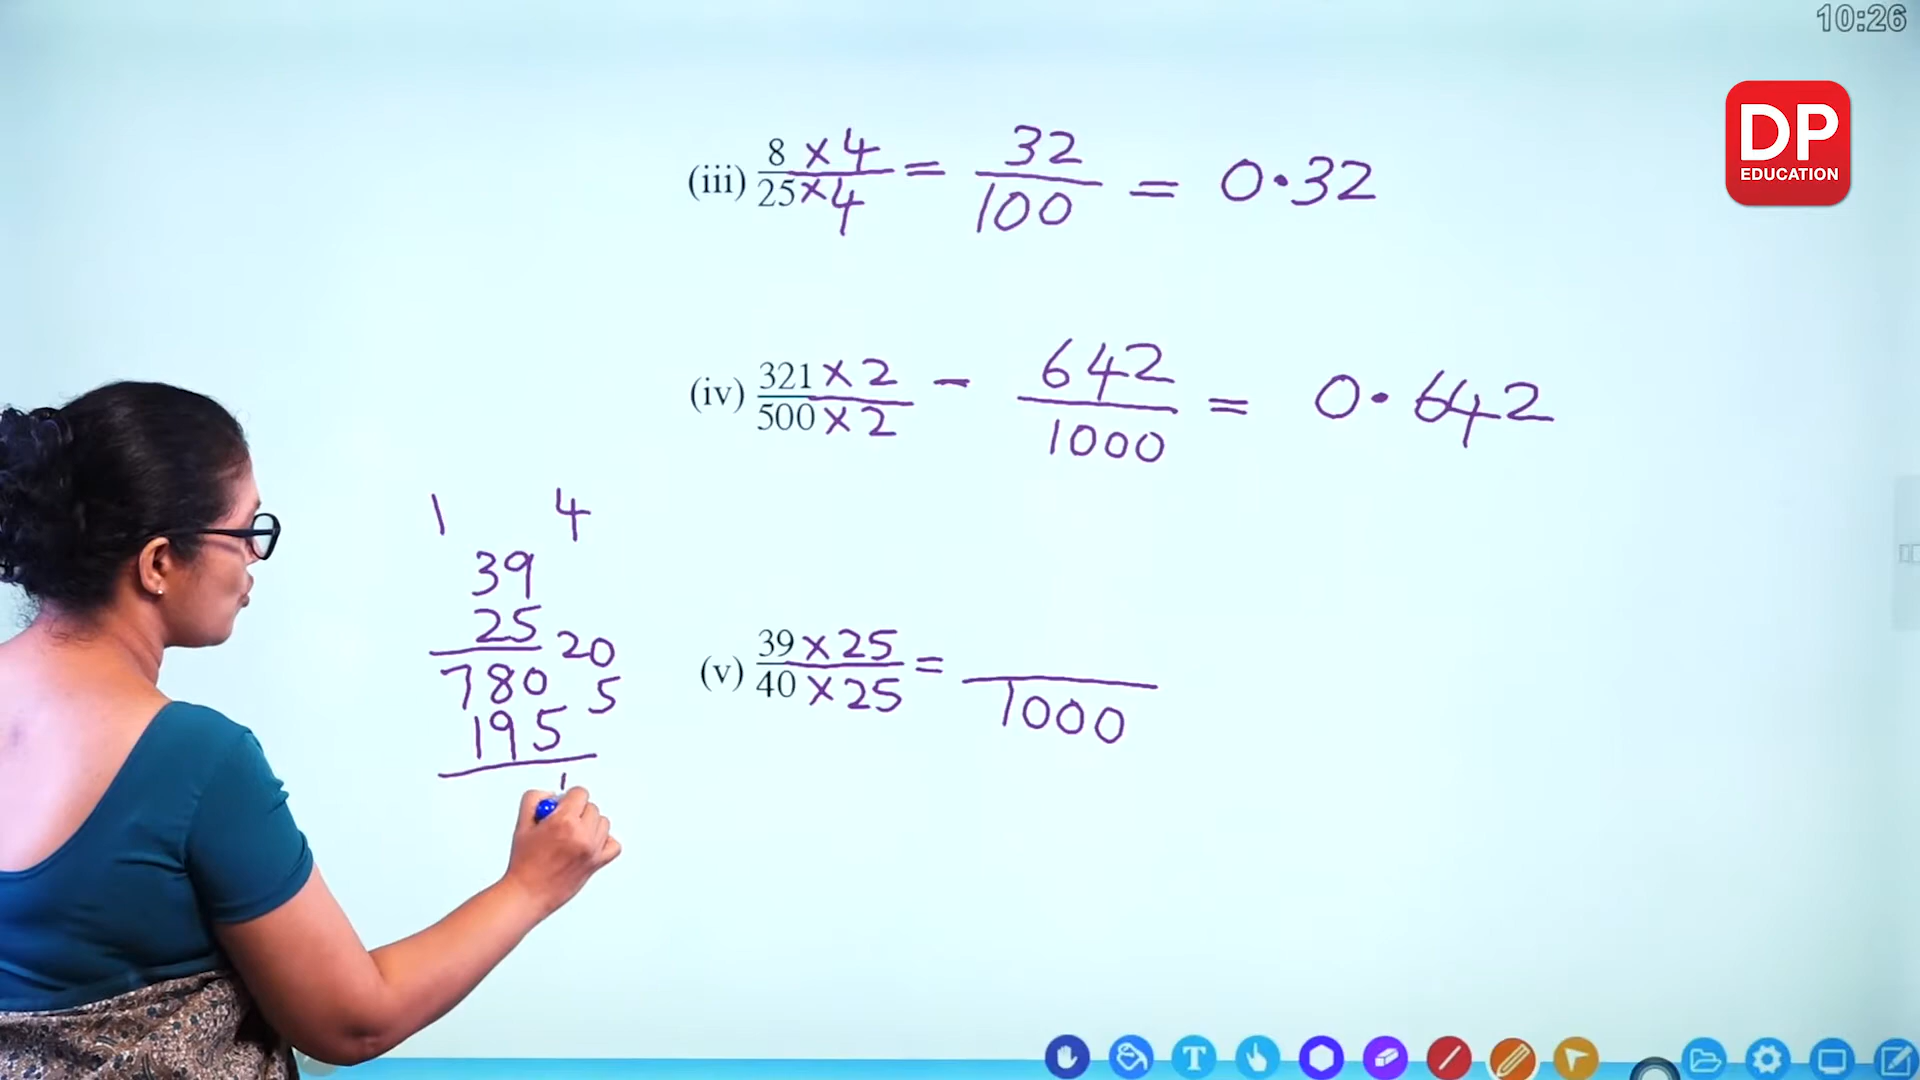 10:26
DP
EDUCATION
(iii) 8 × 4 / 25 × 4 = 32 / 100 = 0.32
(iv) 321 × 2 / 500 × 2 - 642 / 1000 = 0.642
1 4
39
25 20
780 5
195
(v) 39 × 25 / 40 × 25 = / 1000
T